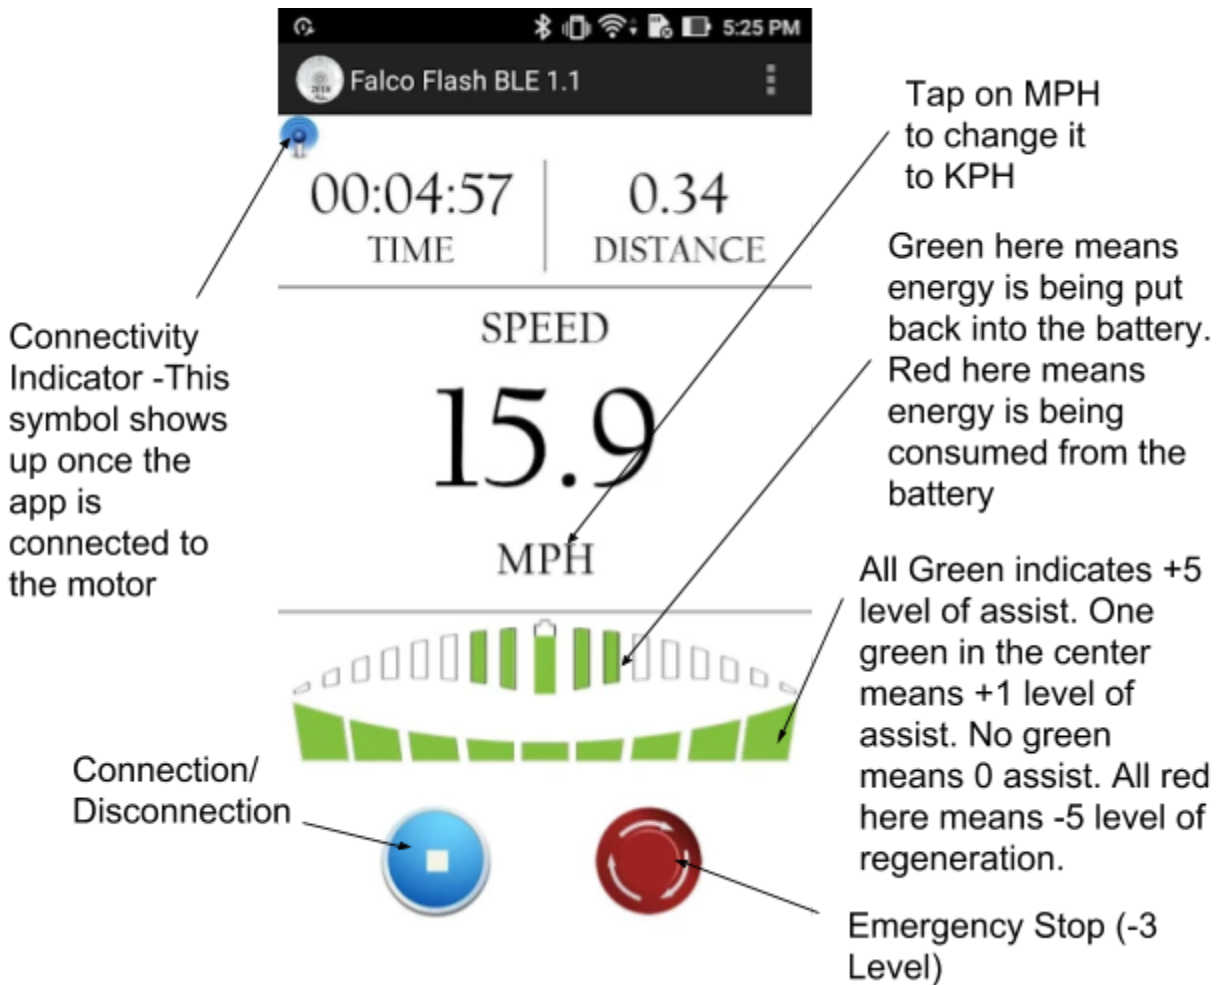 5:25 PM
Falco Flash BLE 1.1
00:04:57
TIME
0.34
DISTANCE
SPEED
15.9
MPH
Connectivity
Indicator -This
symbol shows
up once the
app is
connected to
the motor
Connection/
Disconnection
Tap on MPH
to change it
to KPH
Green here means
energy is being put
back into the battery.
Red here means
energy is being
consumed from the
battery
All Green indicates +5
level of assist. One
green in the center
means +1 level of
assist. No green
means 0 assist. All red
here means -5 level of
regeneration.
Emergency Stop (-3
Level)